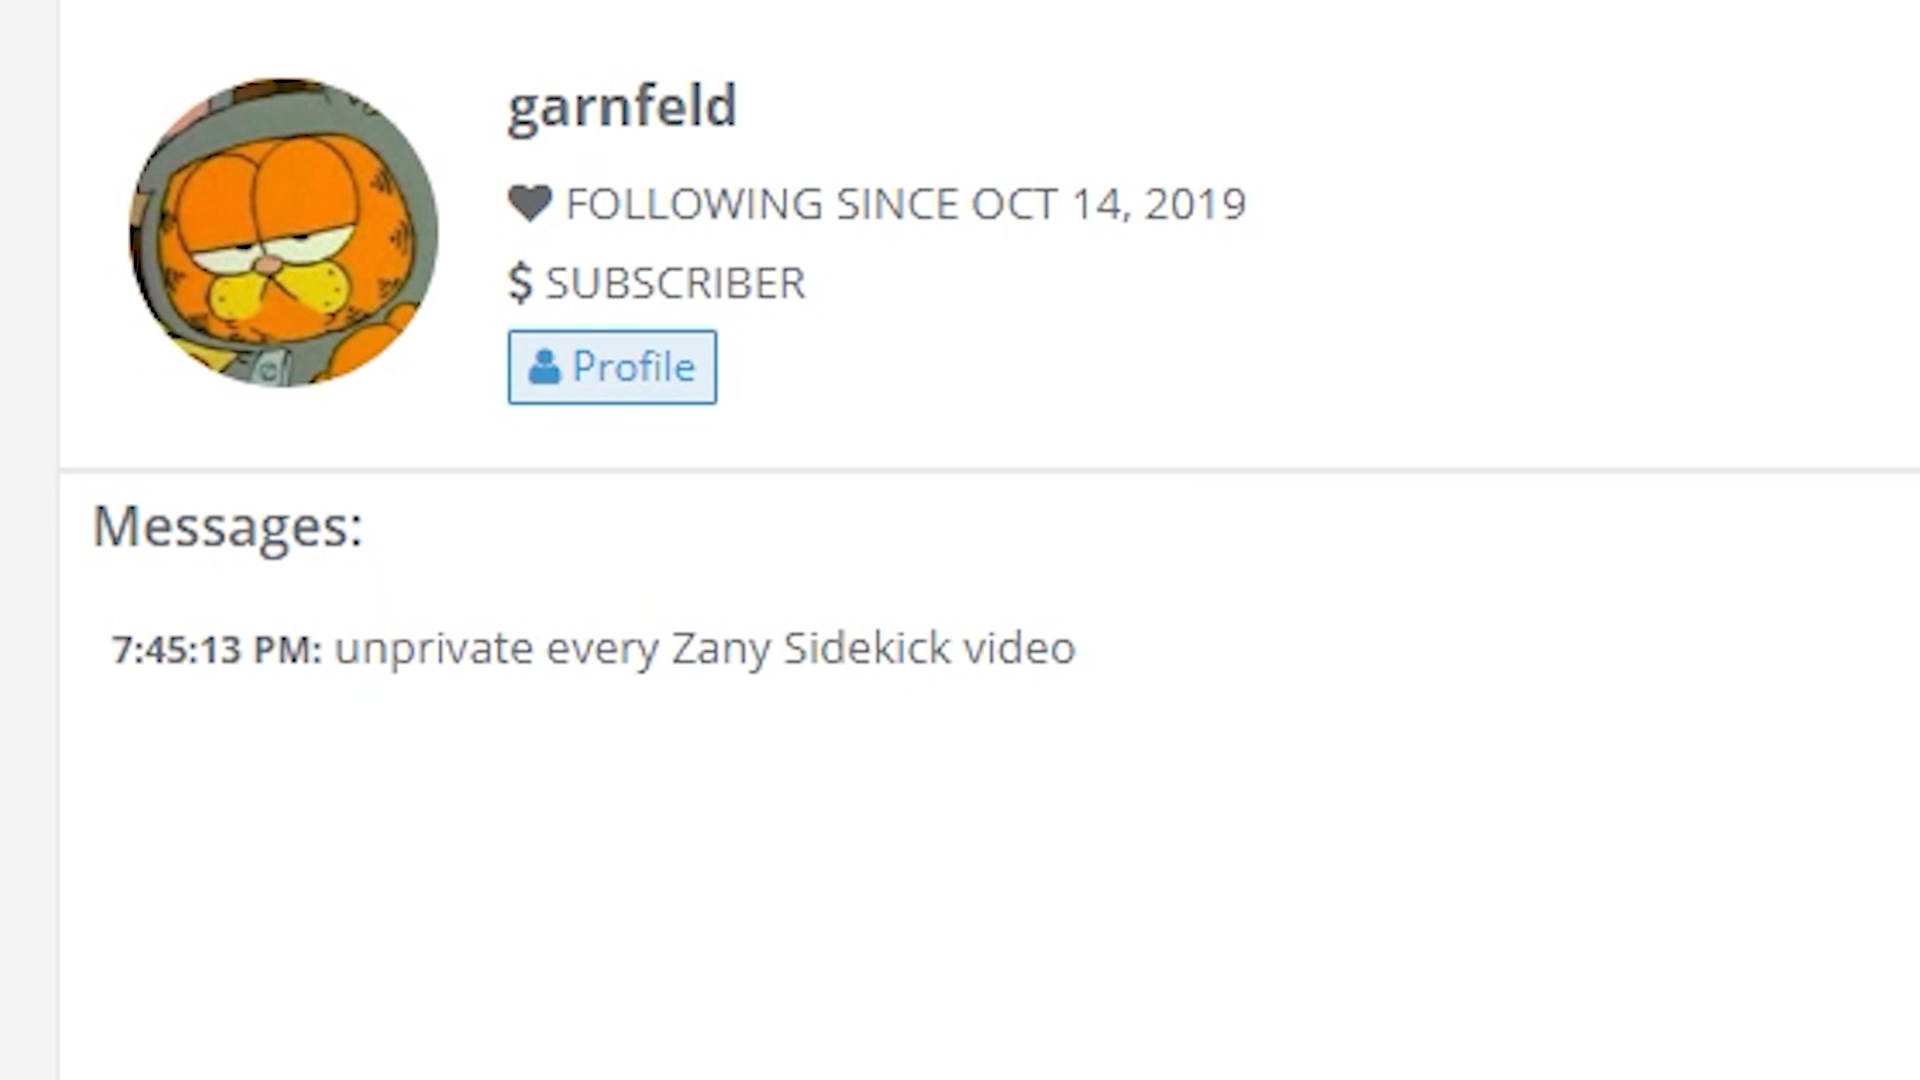 garnfeld
FOLLOWING SINCE OCT 14, 2019
$ SUBSCRIBER
Profile
Messages:
7:45:13 PM: unprivate every Zany Sidekick video